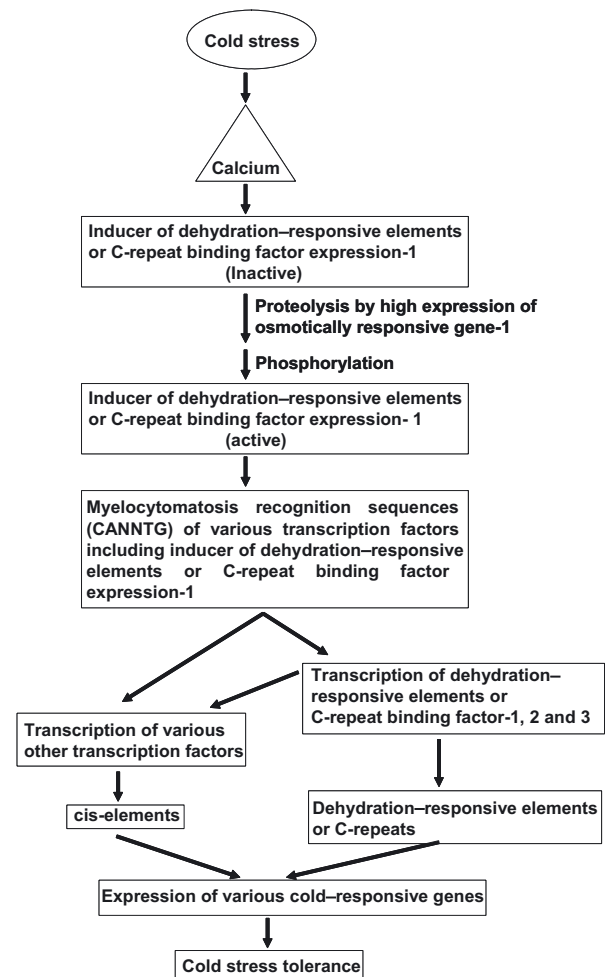 Cold stress
Calcium
Inducer of dehydration–responsive elements
or C-repeat binding factor expression-1
(Inactive)
Proteolysis by high expression of
osmotically responsive gene-1
Phosphorylation
Inducer of dehydration–responsive elements
or C-repeat binding factor expression- 1
(active)
Myelocytomatosis recognition sequences
(CANNTG) of various transcription factors
including inducer of dehydration–responsive
elements or C-repeat binding factor
expression-1
Transcription of dehydration–
responsive elements or
C-repeat binding factor-1, 2 and 3
Transcription of various
other transcription factors
cis-elements
Dehydration–responsive elements
or C-repeats
Expression of various cold–responsive genes
Cold stress tolerance